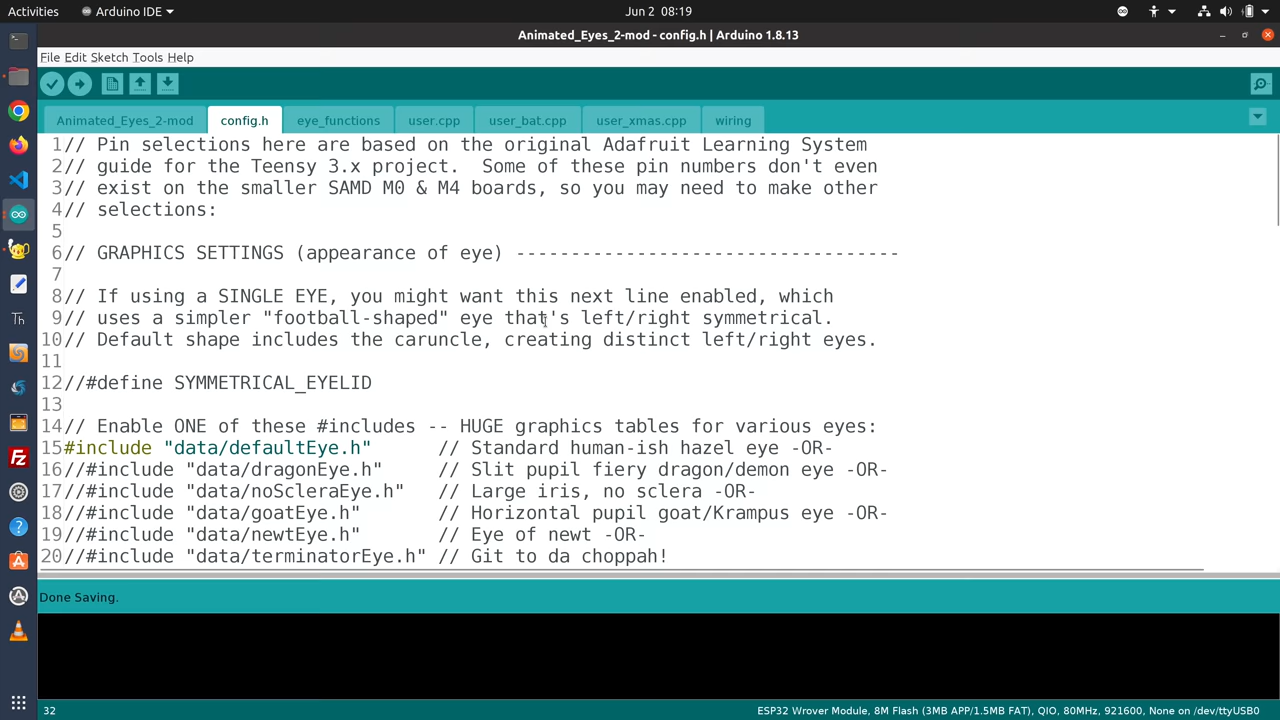 Activities
Arduino IDE
Jun 2 08:19
Animated_Eyes_2-mod - config.h | Arduino 1.8.13
File Edit Sketch Tools Help
Animated_Eyes_2-mod
config.h
eye_functions
user.cpp
user_bat.cpp
user_xmas.cpp
wiring
1// Pin selections here are based on the original Adafruit Learning System
2// guide for the Teensy 3.x project.  Some of these pin numbers don't even
3// exist on the smaller SAMD M0 & M4 boards, so you may need to make other
4// selections:
5
6// GRAPHICS SETTINGS (appearance of eye) -----------------------------------
7
8// If using a SINGLE EYE, you might want this next line enabled, which
9// uses a simpler "football-shaped" eye that's left/right symmetrical.
10// Default shape includes the caruncle, creating distinct left/right eyes.
11
12//#define SYMMETRICAL_EYELID
13
14// Enable ONE of these #includes -- HUGE graphics tables for various eyes:
15#include "data/defaultEye.h"      // Standard human-ish hazel eye -OR-
16//#include "data/dragonEye.h"     // Slit pupil fiery dragon/demon eye -OR-
17//#include "data/noScleraEye.h"   // Large iris, no sclera -OR-
18//#include "data/goatEye.h"       // Horizontal pupil goat/Krampus eye -OR-
19//#include "data/newtEye.h"       // Eye of newt -OR-
20//#include "data/terminatorEye.h" // Git to da choppah!
Done Saving.
32
ESP32 Wrover Module, 8M Flash (3MB APP/1.5MB FAT), QIO, 80MHz, 921600, None on /dev/ttyUSB0
Th
FZ